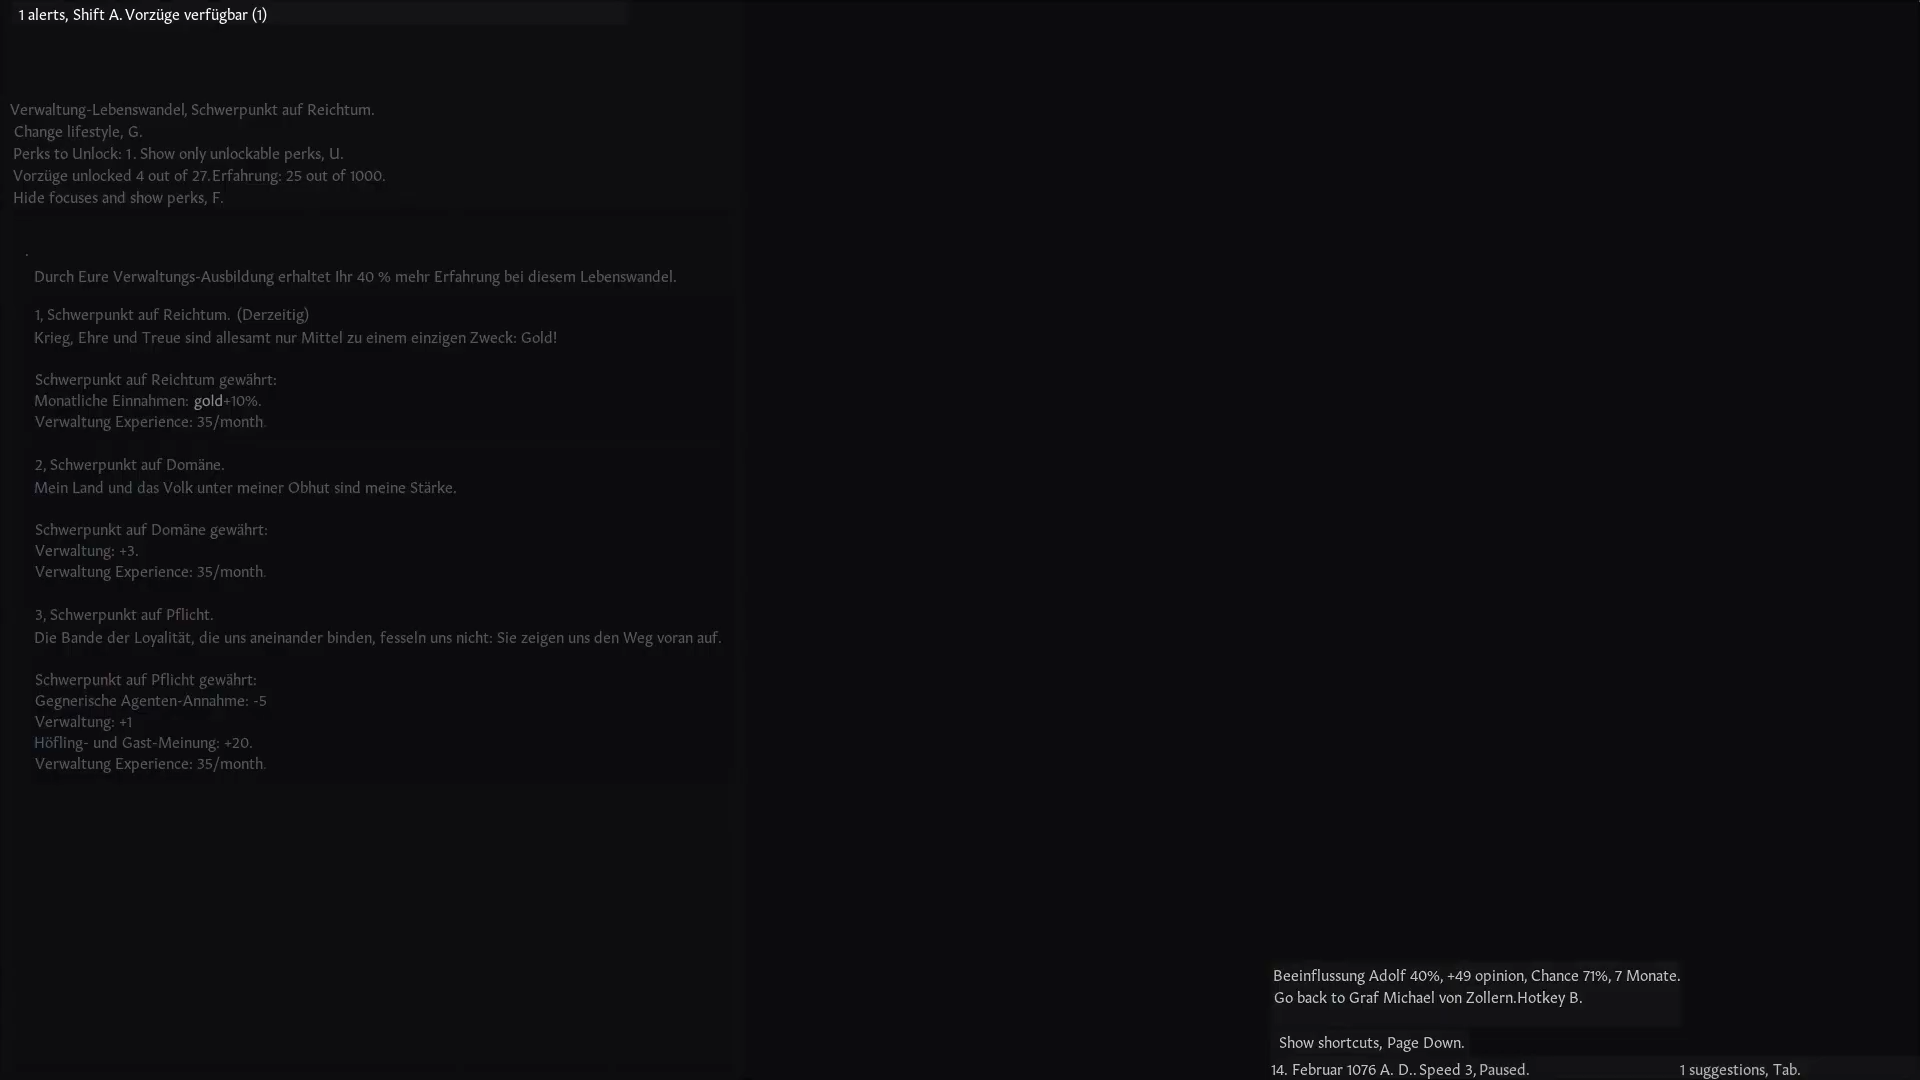 1 alerts, Shift A. Vorzüge verfügbar (1)
Verwaltung-Lebenswandel, Schwerpunkt auf Reichtum.
Change lifestyle, G.
Perks to Unlock: 1. Show only unlockable perks, U.
Vorzüge unlocked 4 out of 27. Erfahrung: 25 out of 1000.
Hide focuses and show perks, F.
.
Durch Eure Verwaltungs-Ausbildung erhaltet Ihr 40 % mehr Erfahrung bei diesem Lebenswandel.
1, Schwerpunkt auf Reichtum. (Derzeitig)
Krieg, Ehre und Treue sind allesamt nur Mittel zu einem einzigen Zweck: Gold!
Schwerpunkt auf Reichtum gewährt:
Monatliche Einnahmen: gold+10%.
Verwaltung Experience: 35/month.
2, Schwerpunkt auf Domäne.
Mein Land und das Volk unter meiner Obhut sind meine Stärke.
Schwerpunkt auf Domäne gewährt:
Verwaltung: +3.
Verwaltung Experience: 35/month.
3, Schwerpunkt auf Pflicht.
Die Bande der Loyalität, die uns aneinander binden, fesseln uns nicht: Sie zeigen uns den Weg voran auf.
Schwerpunkt auf Pflicht gewährt:
Gegnerische Agenten-Annahme: -5
Verwaltung: +1
Höfling- und Gast-Meinung: +20.
Verwaltung Experience: 35/month.
Beeinflussung Adolf 40%, +49 opinion, Chance 71%, 7 Monate.
Go back to Graf Michael von Zollern.Hotkey B.
Show shortcuts, Page Down.
14. Februar 1076 A. D.. Speed 3, Paused.
1 suggestions, Tab.